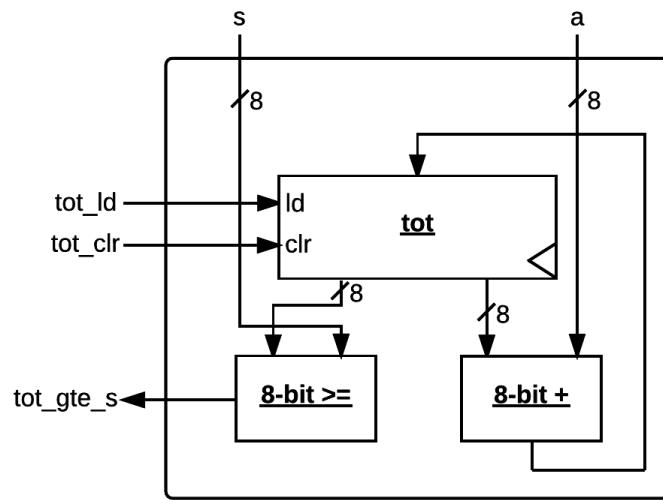 s a
8 8
tot_ld ld
tot
tot_clr clr
8
8
tot_gte_s 8-bit >= 8-bit +